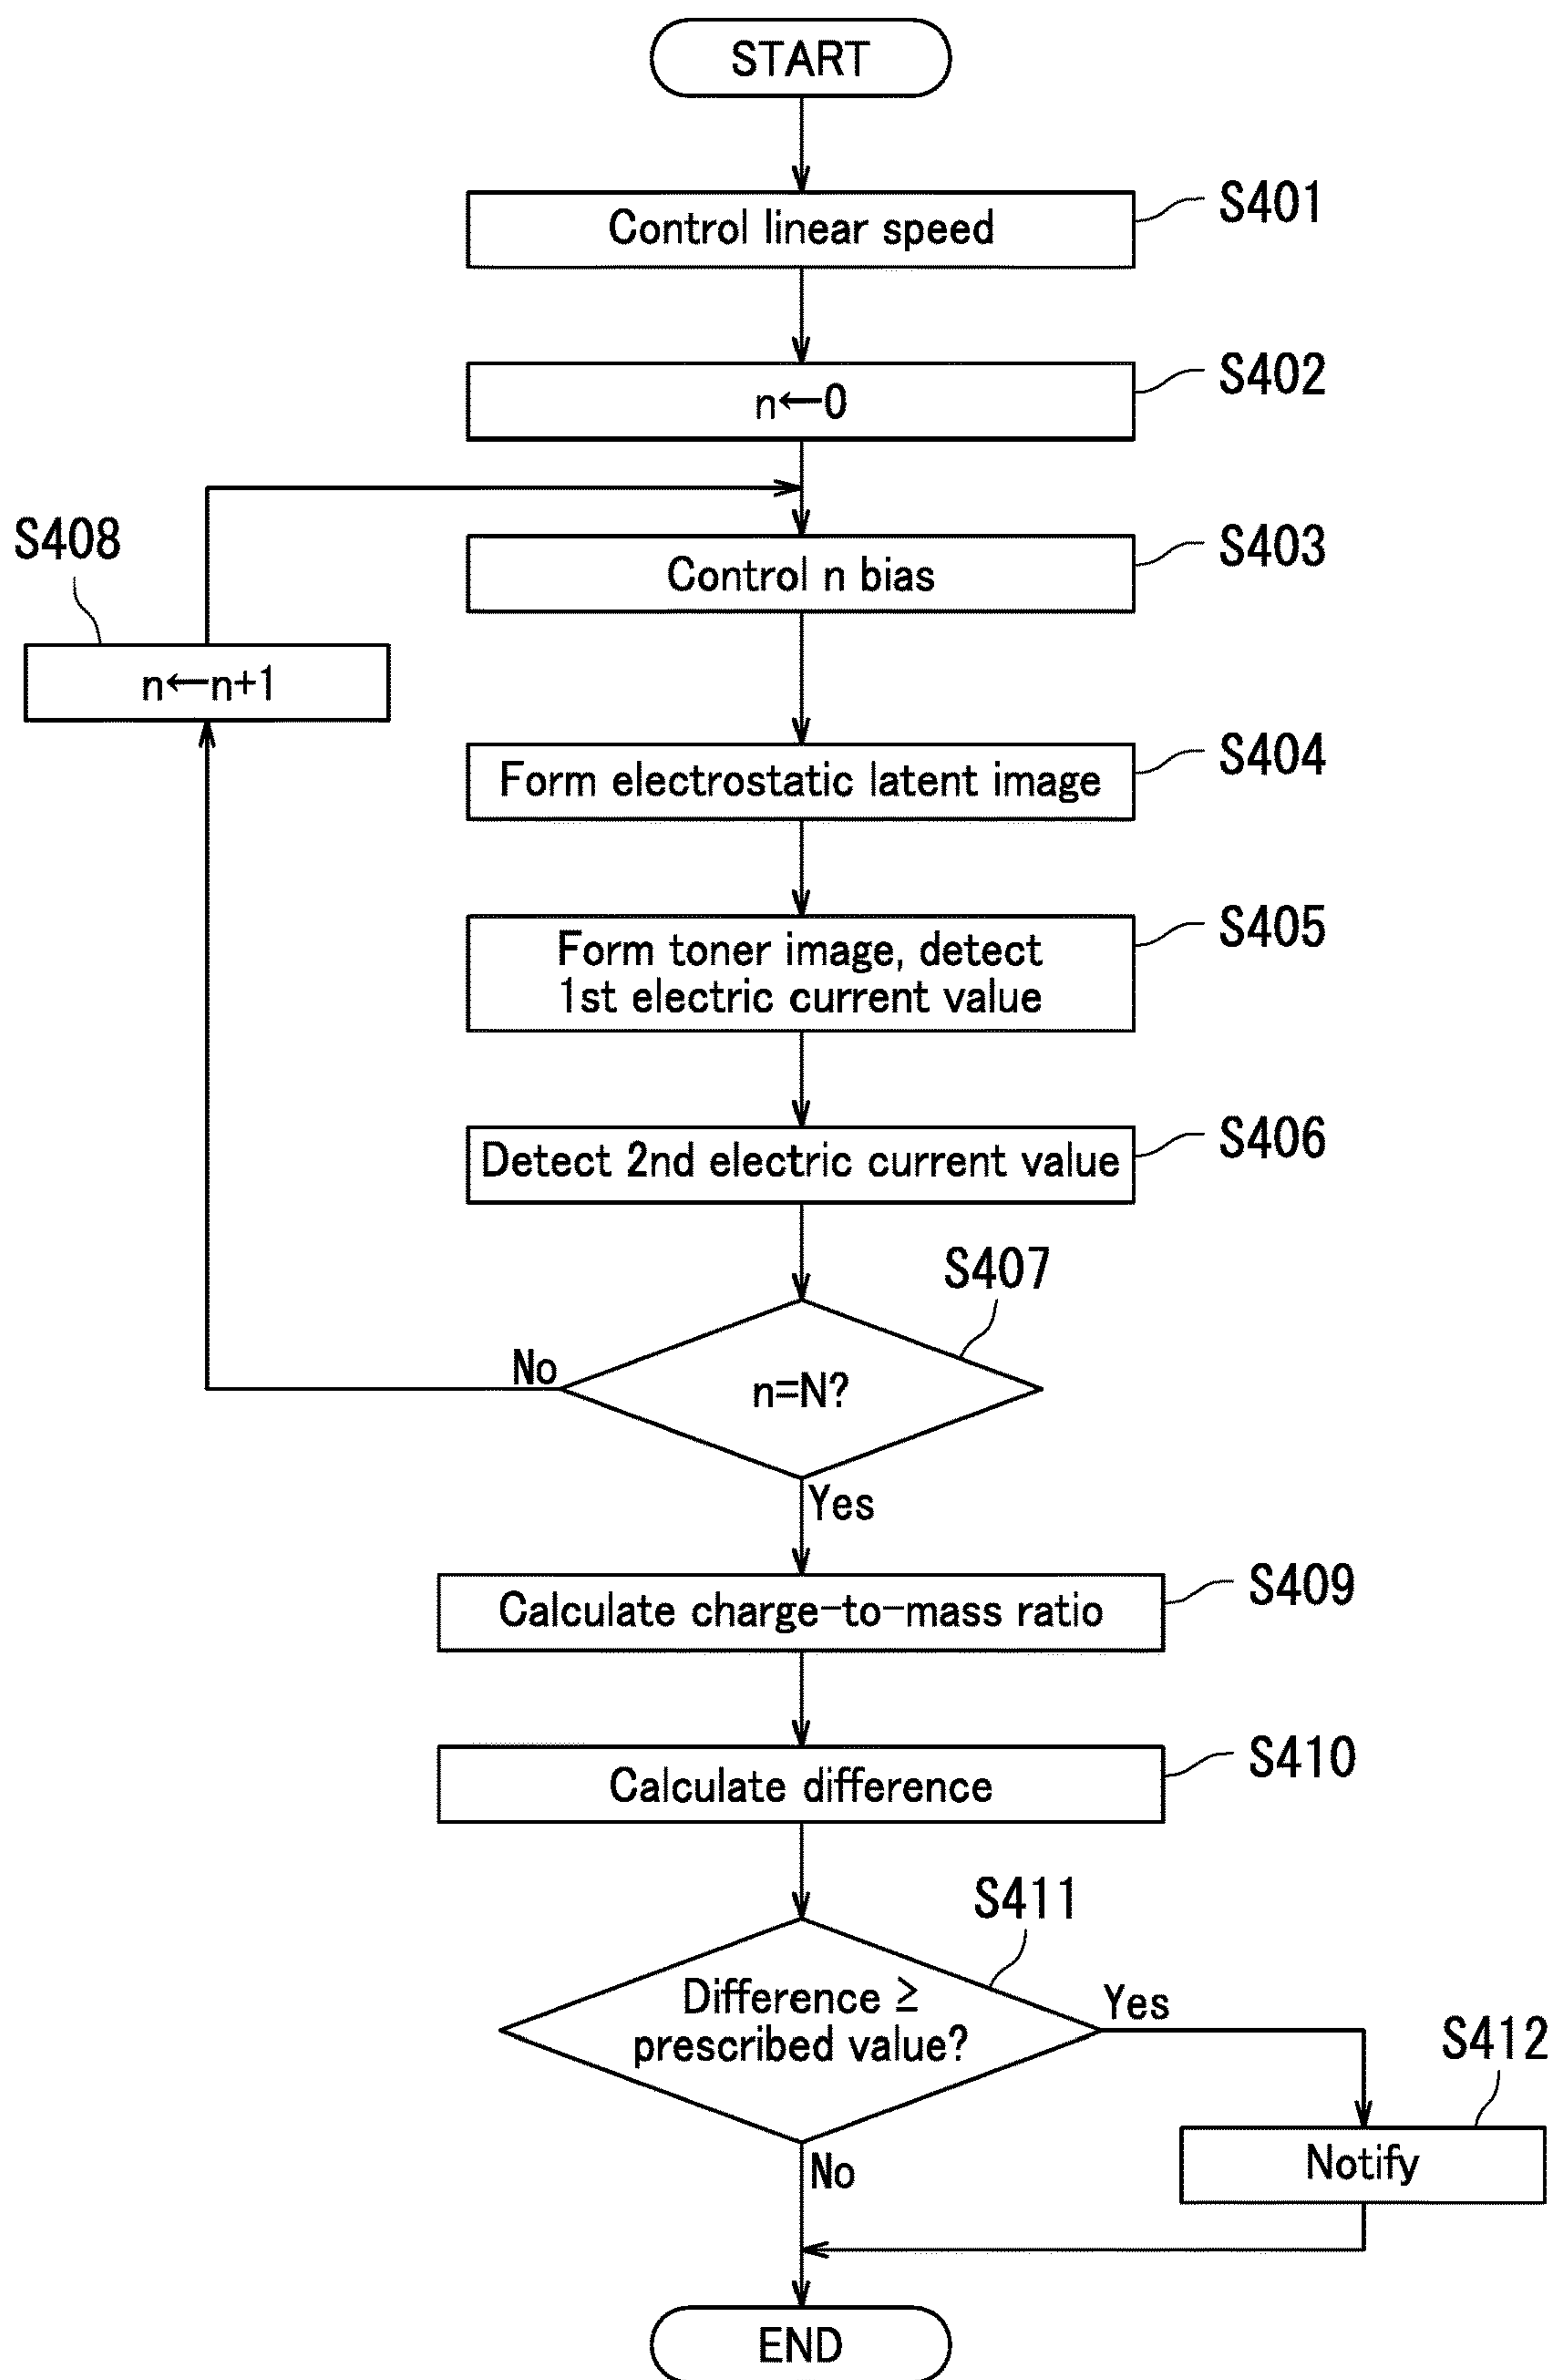 START
Control linear speed
S401
n←0
S402
S408
n←n+1
Control n bias
S403
Form electrostatic latent image
S404
Form toner image, detect
1st electric current value
S405
Detect 2nd electric current value
S406
S407
n=N?
No
Yes
Calculate charge-to-mass ratio
S409
Calculate difference
S410
S411
Difference ≥
prescribed value?
Yes
S412
Notify
No
END